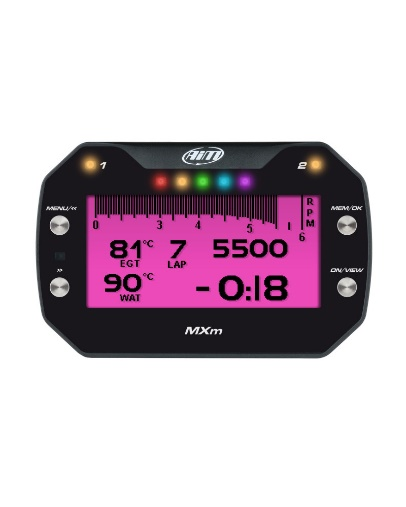 AiM
1
2
MENU/<<
MEM/OK
>>
ON/VIEW
RPM
0 3 4 5 6
81°C 7 5500
EGT LAP
90°C -0:18
WAT
MXm